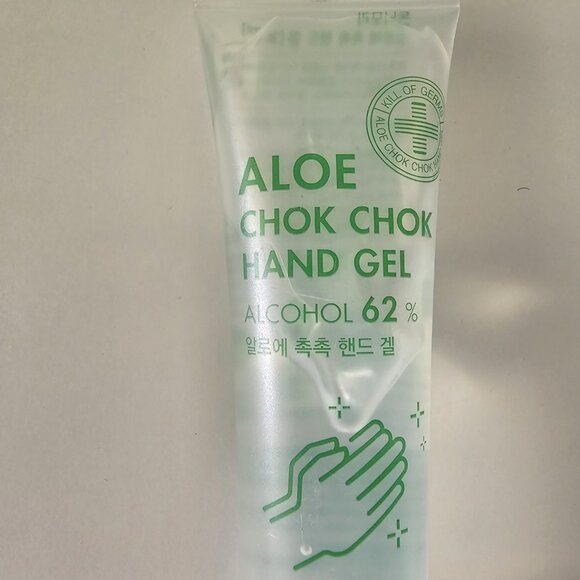 KILL OF GERMS
ALOE CHOK CHOK HAND
ALOE
CHOK CHOK
HAND GEL
ALCOHOL 62 %
알로에 촉촉 핸드 겔